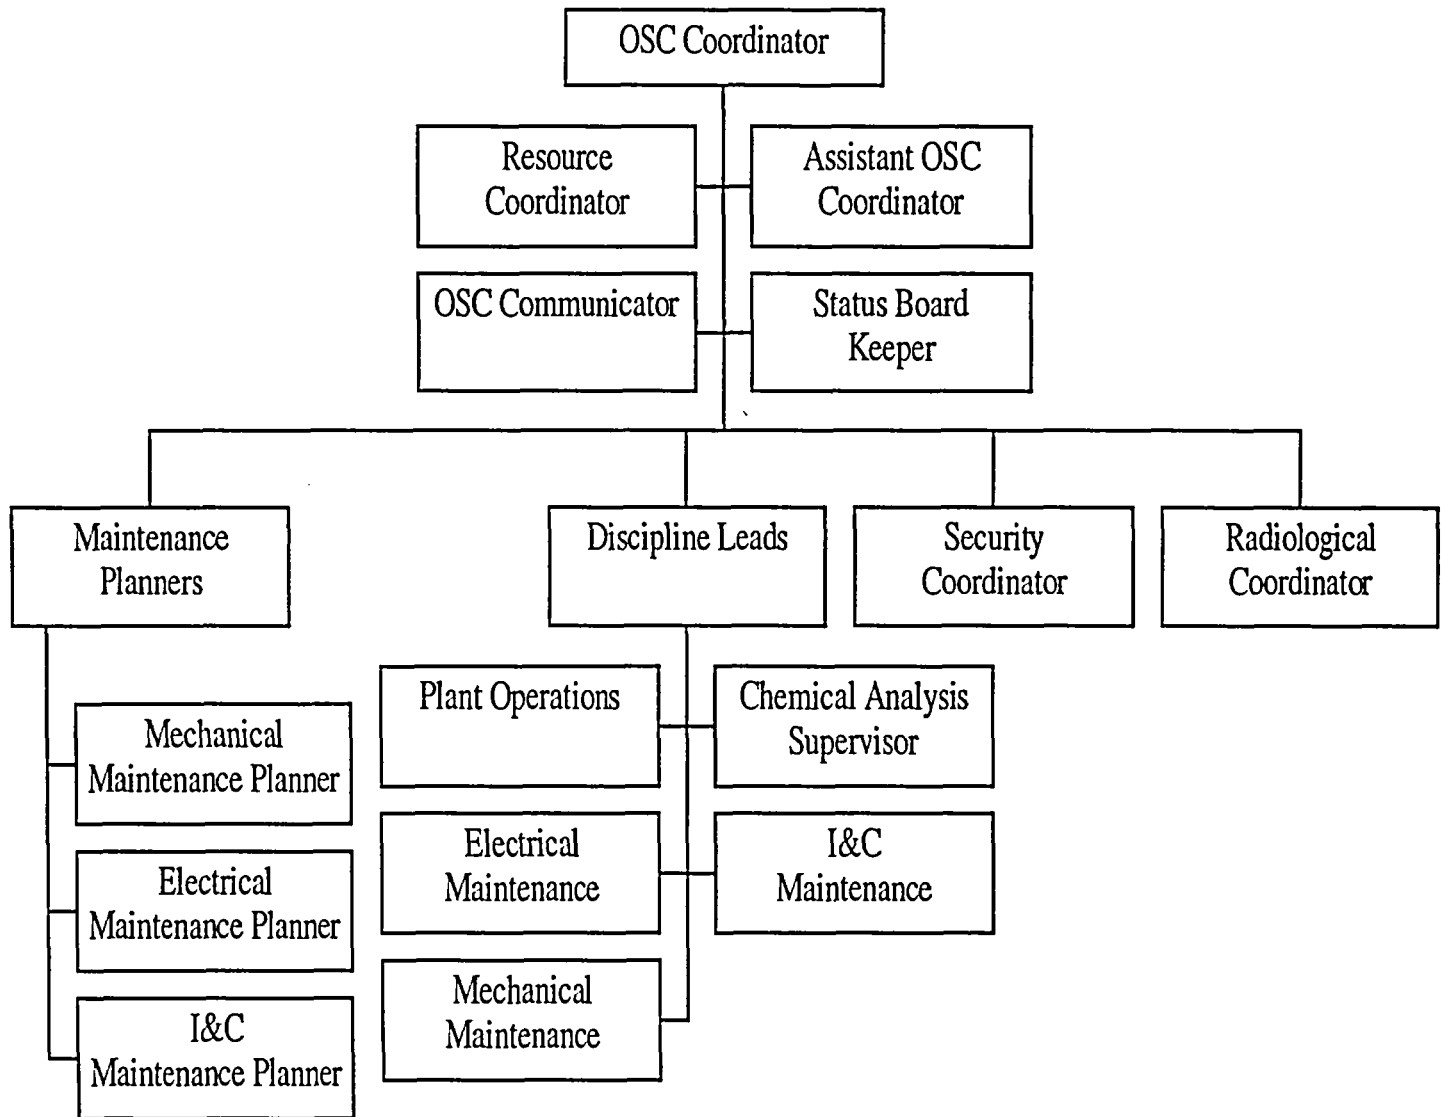 OSC Coordinator
Resource
Coordinator
Assistant OSC
Coordinator
OSC Communicator
Status Board
Keeper
Maintenance
Planners
Discipline Leads
Security
Coordinator
Radiological
Coordinator
Mechanical
Maintenance Planner
Electrical
Maintenance Planner
I&C
Maintenance Planner
Plant Operations
Chemical Analysis
Supervisor
Electrical
Maintenance
I&C
Maintenance
Mechanical
Maintenance